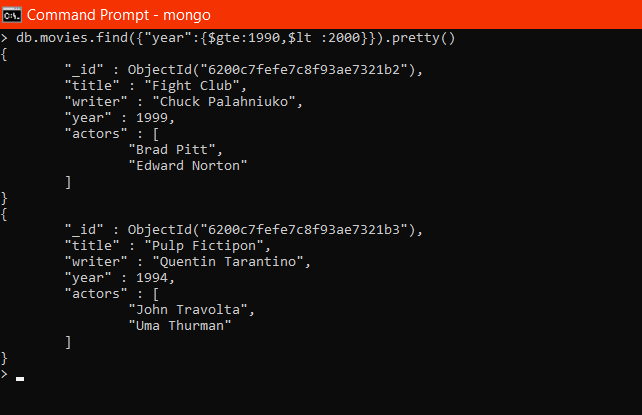 Command Prompt - mongo
> db.movies.find({"year":{$gte:1990,$lt :2000}}).pretty()
{
        "_id" : ObjectId("6200c7fefe7c8f93ae7321b2"),
        "title" : "Fight Club",
        "writer" : "Chuck Palahniuko",
        "year" : 1999,
        "actors" : [
                "Brad Pitt",
                "Edward Norton"
        ]
}
{
        "_id" : ObjectId("6200c7fefe7c8f93ae7321b3"),
        "title" : "Pulp Fictipon",
        "writer" : "Quentin Tarantino",
        "year" : 1994,
        "actors" : [
                "John Travolta",
                "Uma Thurman"
        ]
}
>